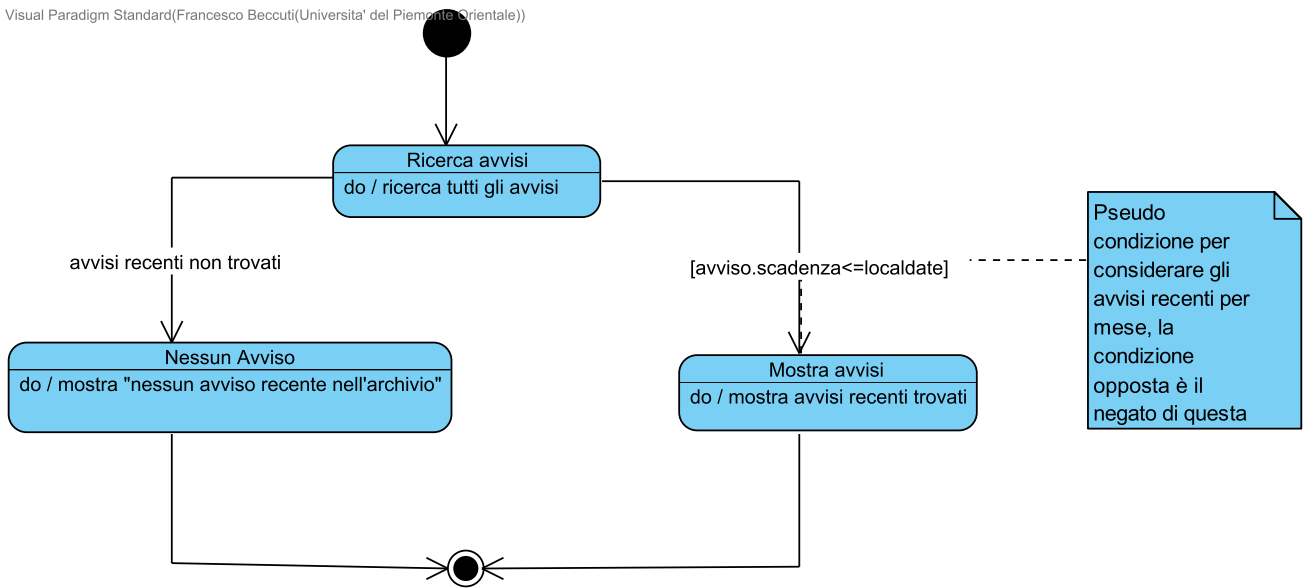 Visual Paradigm Standard(Francesco Beccuti(Universita' del Piemonte Orientale))
Ricerca avvisi
do / ricerca tutti gli avvisi
avvisi recenti non trovati
[avviso.scadenza<=localdate]
Pseudo
condizione per
considerare gli
avvisi recenti per
mese, la
condizione
opposta è il
negato di questa
Nessun Avviso
do / mostra "nessun avviso recente nell'archivio"
Mostra avvisi
do / mostra avvisi recenti trovati